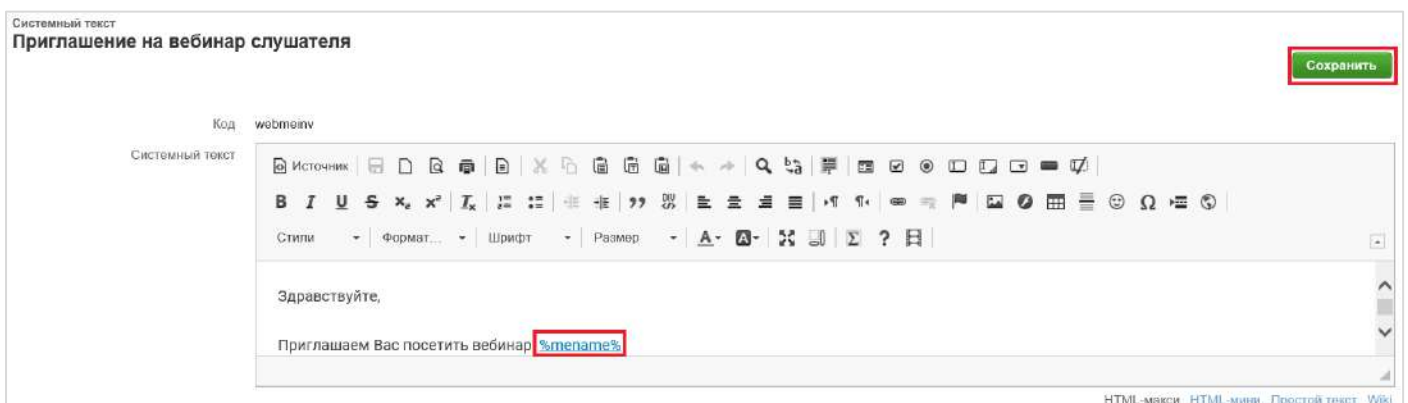 Системный текст
Приглашение на вебинар слушателя
Сохранить
Код webmeinv
Системный текст
Источник
Стили Формат... Шрифт Размер
Здравствуйте,
Приглашаем Вас посетить вебинар %mename%
HTML-макси HTML-мини Простой текст Wiki